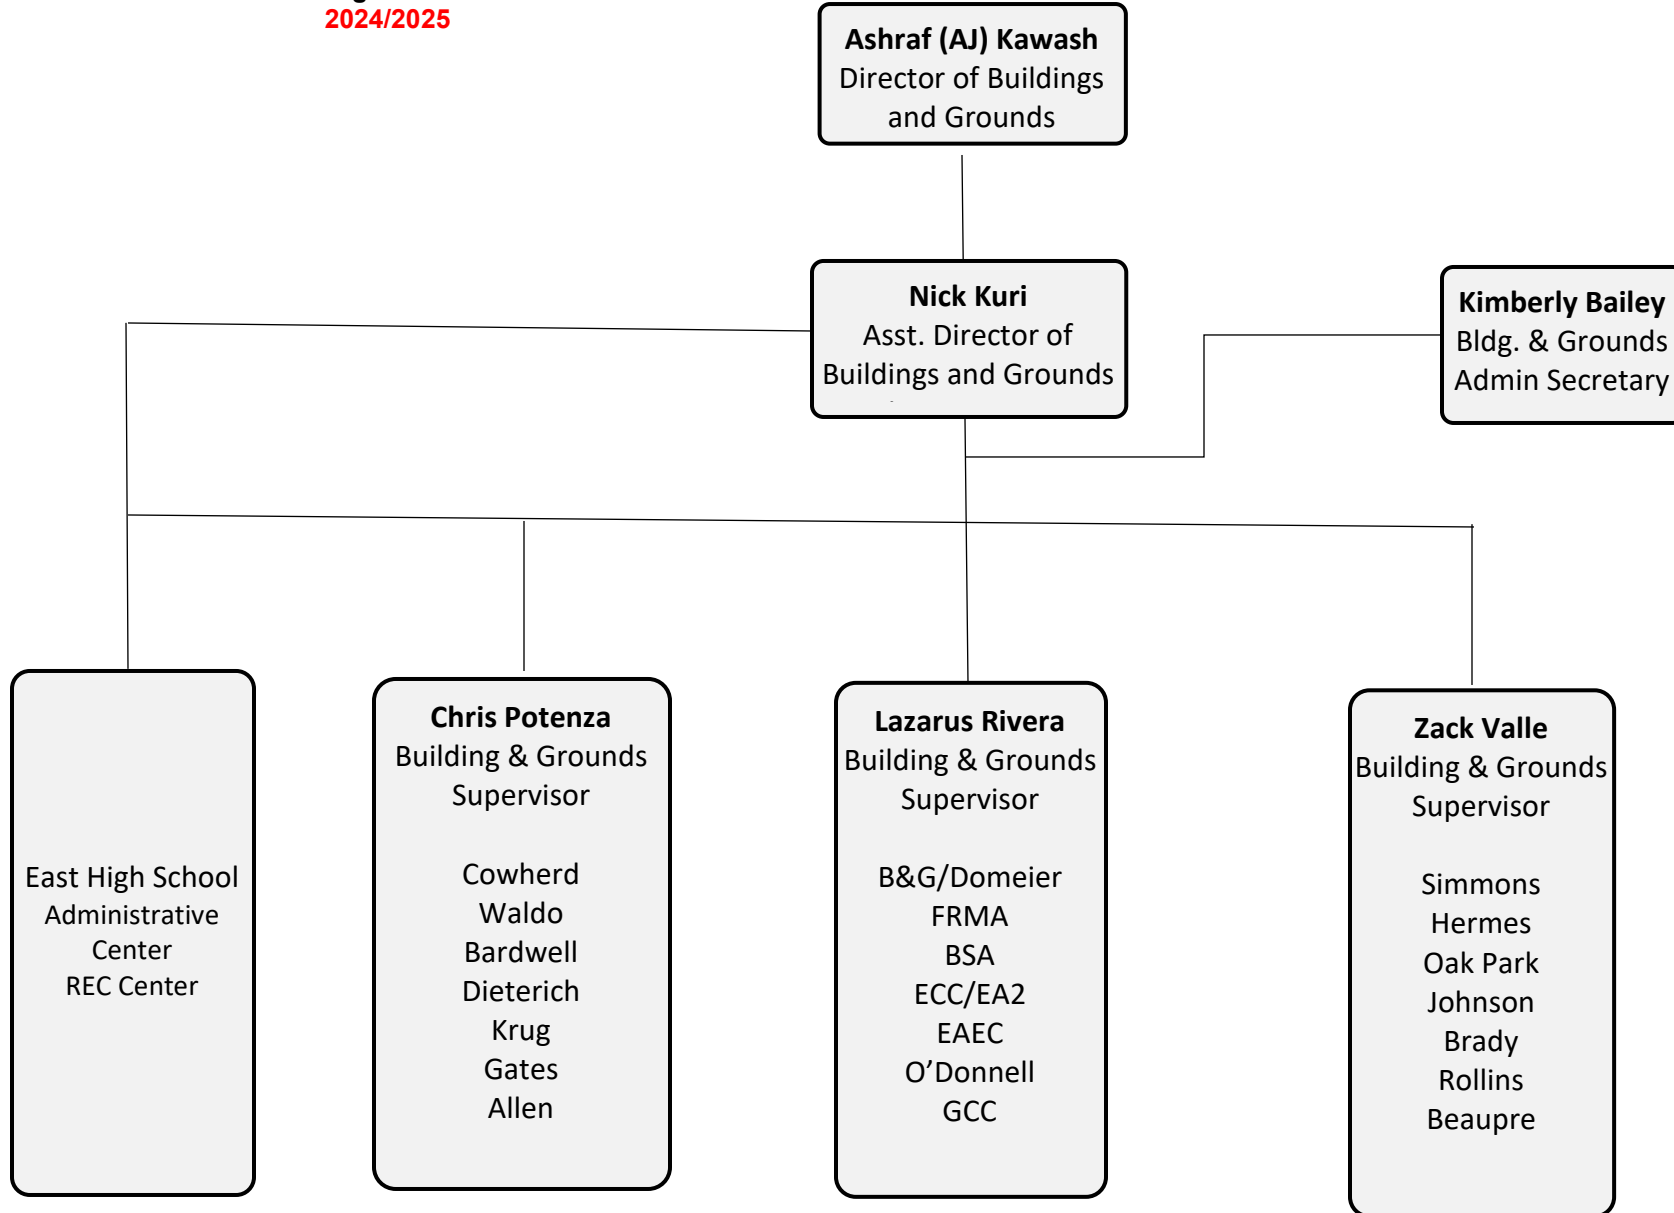 2024/2025
Ashraf (AJ) Kawash
Director of Buildings
and Grounds
Nick Kuri
Asst. Director of
Buildings and Grounds
Kimberly Bailey
Bldg. & Grounds
Admin Secretary
East High School
Administrative
Center
REC Center
Chris Potenza
Building & Grounds
Supervisor
Cowherd
Waldo
Bardwell
Dieterich
Krug
Gates
Allen
Lazarus Rivera
Building & Grounds
Supervisor
B&G/Domeier
FRMA
BSA
ECC/EA2
EAEC
O’Donnell
GCC
Zack Valle
Building & Grounds
Supervisor
Simmons
Hermes
Oak Park
Johnson
Brady
Rollins
Beaupre